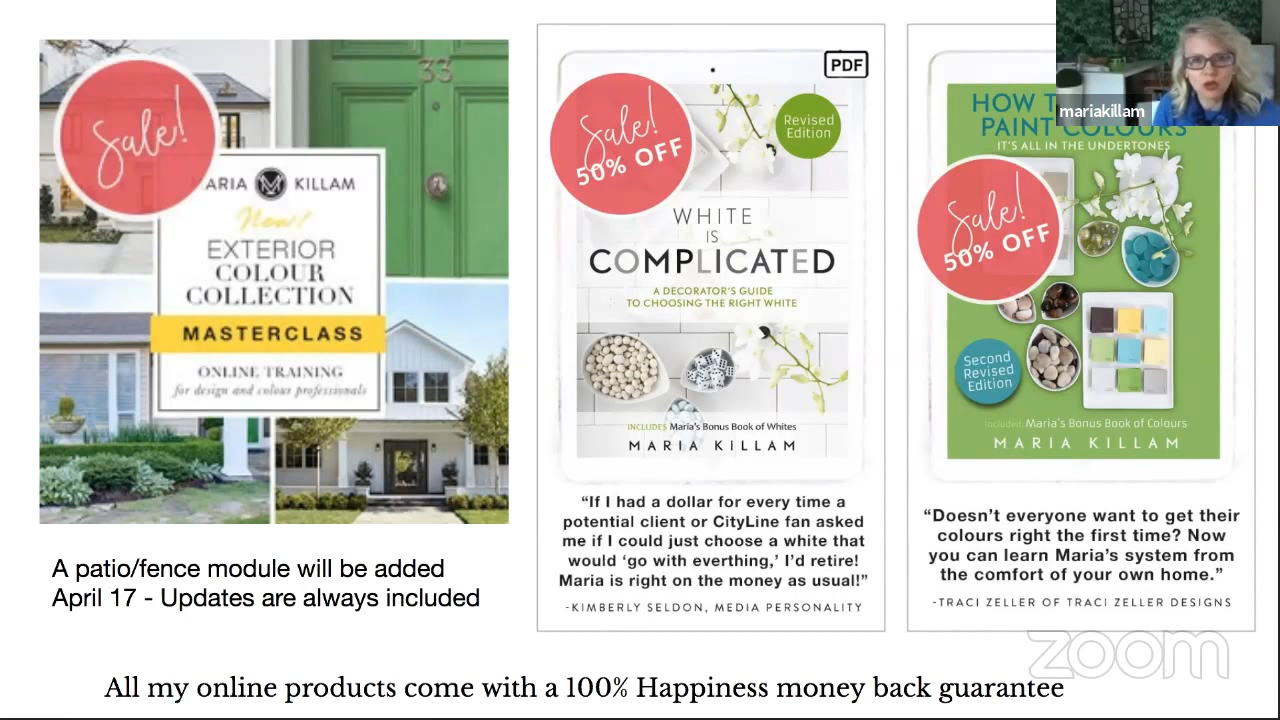 Sale!
33
ARIA KILLAM
New!
EXTERIOR
COLOUR
COLLECTION
MASTERCLASS
ONLINE TRAINING
for design and colour professionals
A patio/fence module will be added
April 17 - Updates are always included
PDF
Sale!
50% OFF
Revised
Edition
WHITE
IS
COMPLICATED
A DECORATOR'S GUIDE
TO CHOOSING THE RIGHT WHITE
INCLUDES Maria's Bonus Book of Whites
MARIA KILLAM
“If I had a dollar for every time a
potential client or CityLine fan asked
me if I could just choose a white that
would ‘go with everthing,’ I’d retire!
Maria is right on the money as usual!”
-KIMBERLY SELDON, MEDIA PERSONALITY
mariakillam
HOW T
PAINT COLOURS
IT'S ALL IN THE UNDERTONES
Sale!
50% OFF
Second
Revised
Edition
Included: Maria's Bonus Book of Colours
MARIA KILLAM
“Doesn’t everyone want to get their
colours right the first time? Now
you can learn Maria’s system from
the comfort of your own home.”
-TRACI ZELLER OF TRACI ZELLER DESIGNS
zoom
All my online products come with a 100% Happiness money back guarantee